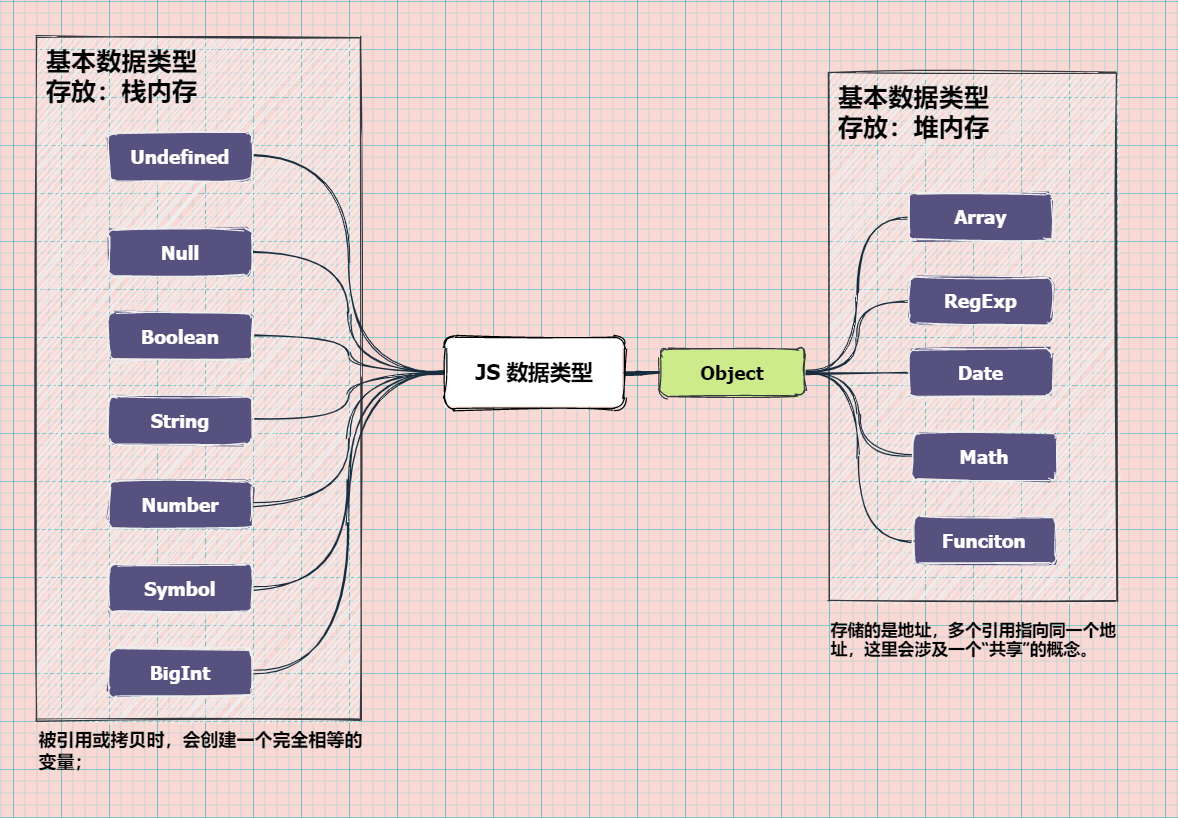 基本数据类型
存放：栈内存
Undefined
Null
Boolean
String
Number
Symbol
BigInt
被引用或拷贝时，会创建一个完全相等的
变量；
JS 数据类型
Object
基本数据类型
存放：堆内存
Array
RegExp
Date
Math
Funciton
存储的是地址，多个引用指向同一个地
址，这里会涉及一个“共享”的概念。